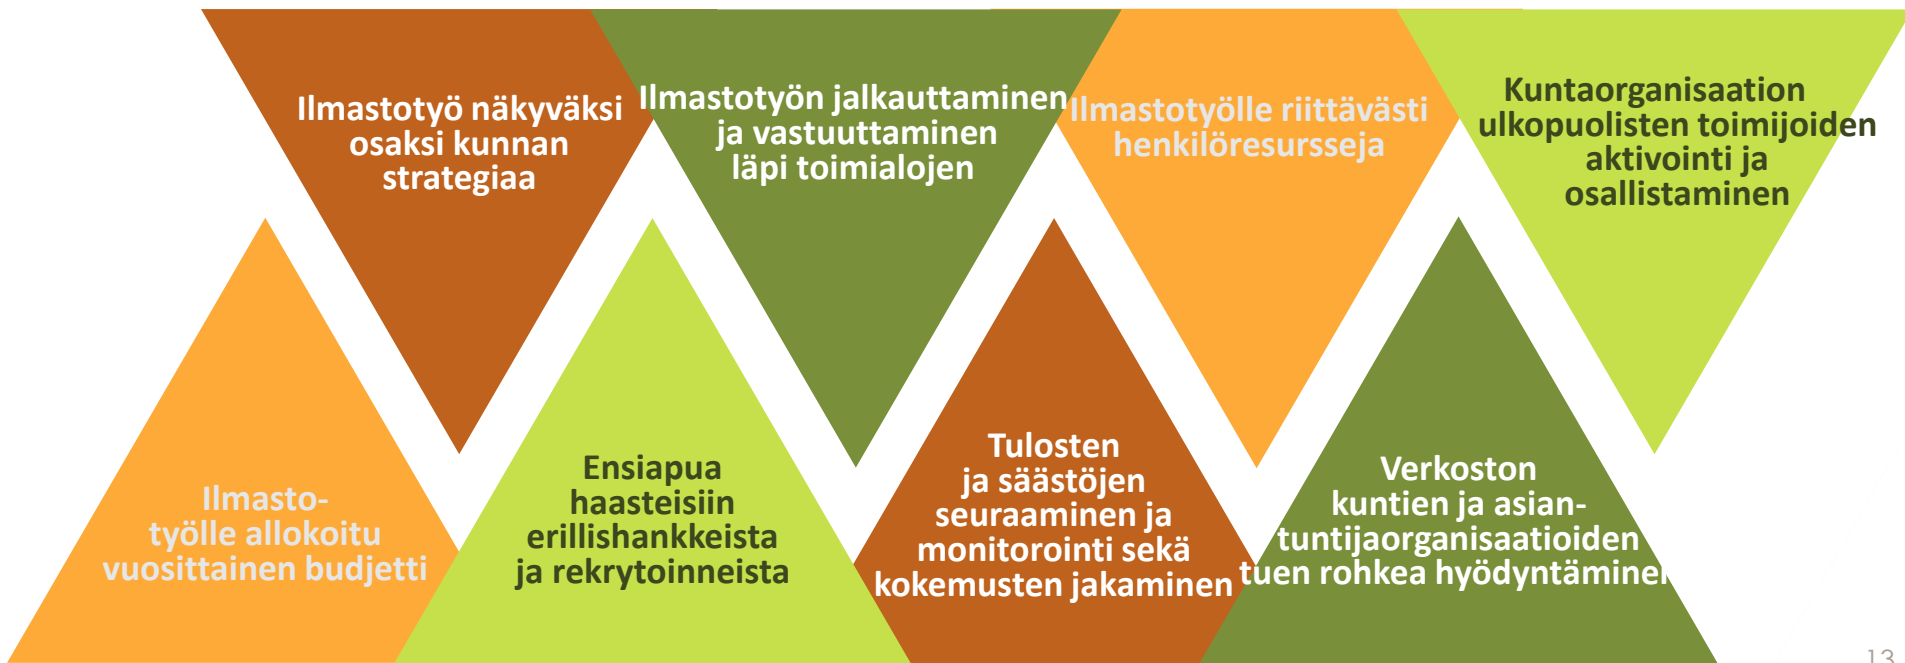 Ilmastotyö näkyväksi
osaksi kunnan
strategiaa
Ilmastotyön jalkauttaminen
ja vastuuttaminen
läpi toimialojen
Ilmastotyölle riittävästi
henkilöresursseja
Kuntaorganisaation
ulkopuolisten toimijoiden
aktivointi ja
osallistaminen
Ilmasto-
työlle allokoitu
vuosittainen budjetti
Ensiapua
haasteisiin
erillishankkeista
ja rekrytoinneista
Tulosten
ja säästöjen
seuraaminen ja
monitorointi sekä
kokemusten jakaminen
Verkoston
kuntien ja asian-
tuntijaorganisaatioiden
tuen rohkea hyödyntäminen
13